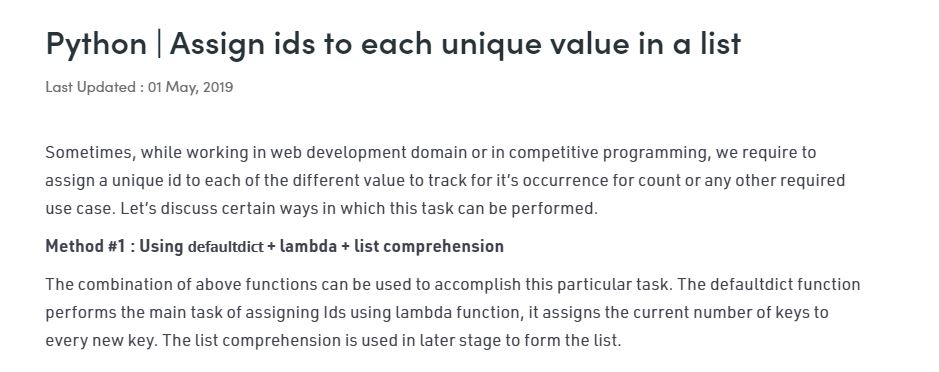 Python | Assign ids to each unique value in a list
Last Updated : 01 May, 2019
Sometimes, while working in web development domain or in competitive programming, we require to
assign a unique id to each of the different value to track for it’s occurrence for count or any other required
use case. Let’s discuss certain ways in which this task can be performed.
Method #1 : Using defaultdict + lambda + list comprehension
The combination of above functions can be used to accomplish this particular task. The defaultdict function
performs the main task of assigning Ids using lambda function, it assigns the current number of keys to
every new key. The list comprehension is used in later stage to form the list.